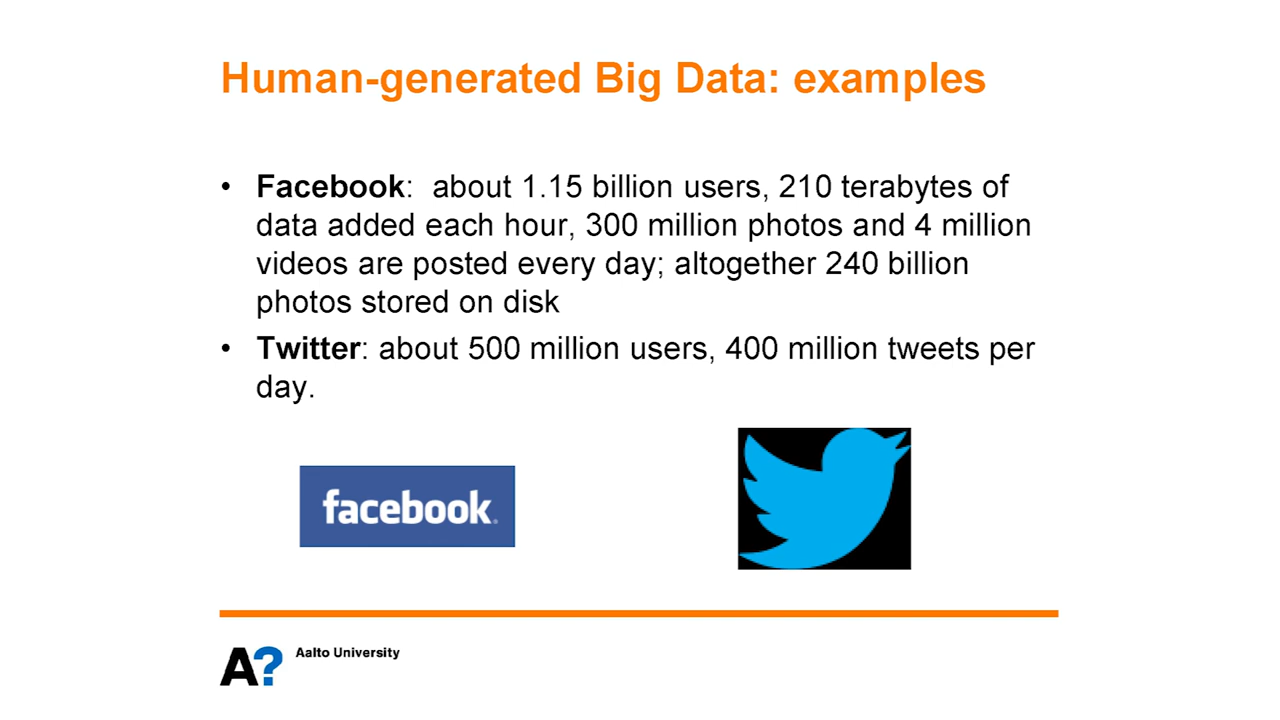 Human-generated Big Data: examples
• Facebook: about 1.15 billion users, 210 terabytes of
data added each hour, 300 million photos and 4 million
videos are posted every day; altogether 240 billion
photos stored on disk
• Twitter: about 500 million users, 400 million tweets per
day.
facebook®
A? Aalto University